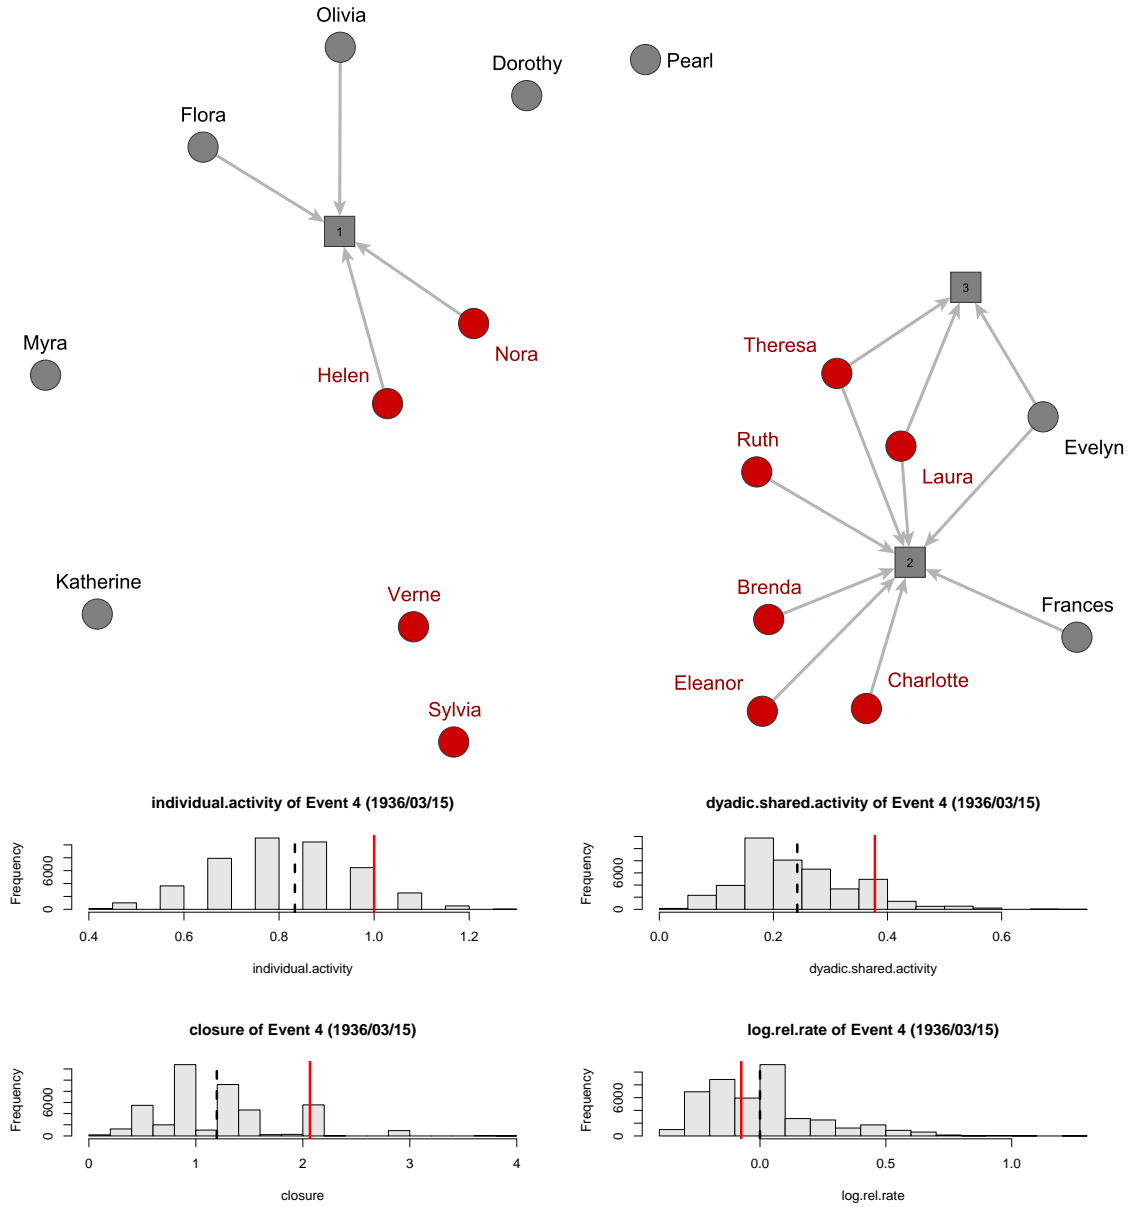 Olivia
Dorothy
Pearl
Flora
1
3
Nora
Myra
Helen
Theresa
Ruth
Evelyn
Laura
2
Katherine
Verne
Brenda
Frances
Eleanor
Charlotte
Sylvia
individual.activity of Event 4 (1936/03/15)
Frequency
0 6000
0.4 0.6 0.8 1.0 1.2
individual.activity
dyadic.shared.activity of Event 4 (1936/03/15)
Frequency
0 6000
0.0 0.2 0.4 0.6
dyadic.shared.activity
closure of Event 4 (1936/03/15)
Frequency
0 6000
0 1 2 3 4
closure
log.rel.rate of Event 4 (1936/03/15)
Frequency
0 6000
0.0 0.5 1.0
log.rel.rate